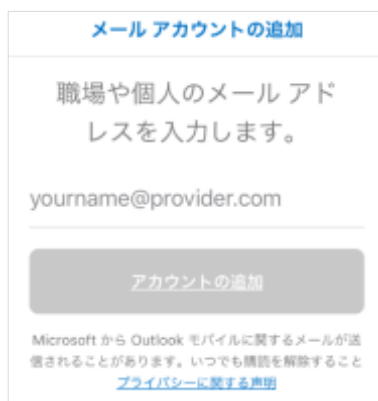 メール アカウントの追加
職場や個人のメール アド
レスを入力します。
yourname@provider.com
アカウントの追加
Microsoft から Outlook モバイルに関するメールが送
信されることがあります。いつでも購読を解除すること
プライバシーに関する声明